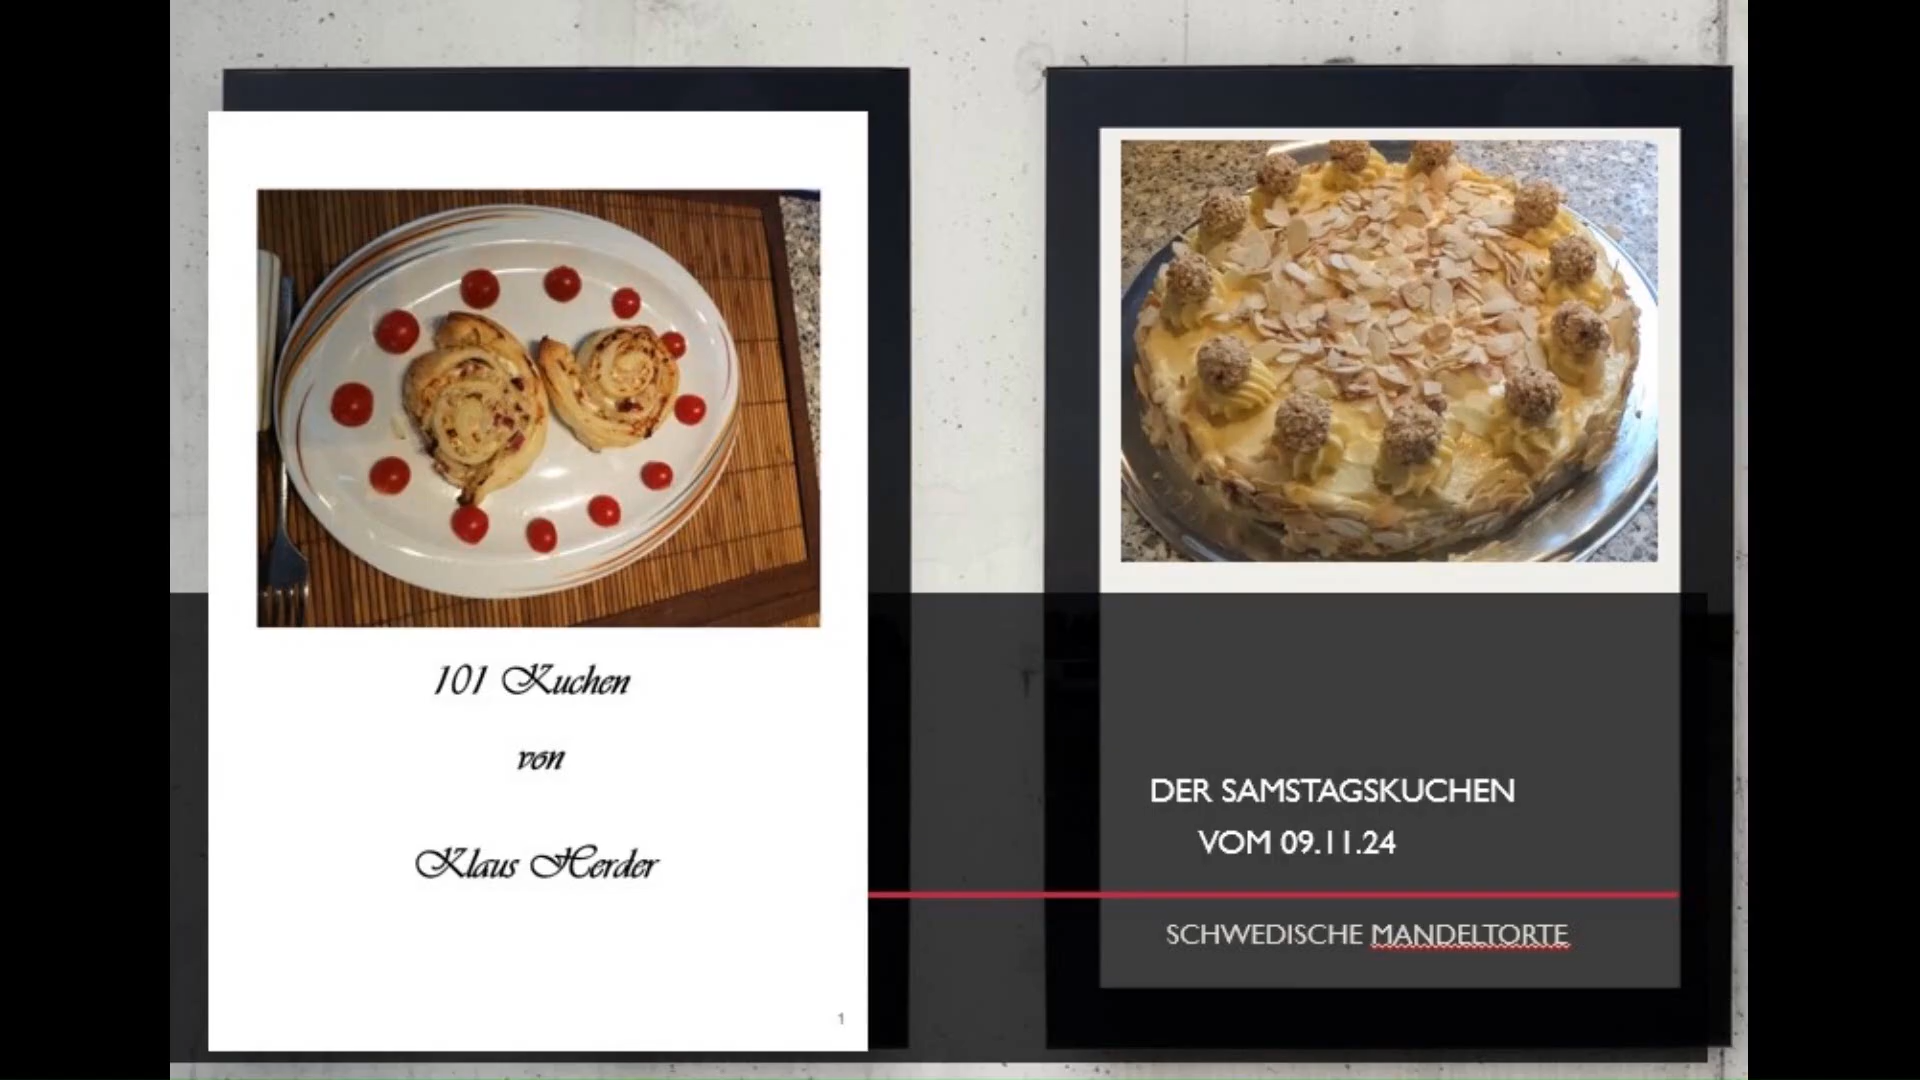 101 Kuchen
von
Klaus Herder
1
DER SAMSTAGSKUCHEN
VOM 09.11.24
SCHWEDISCHE MANDELTORTE